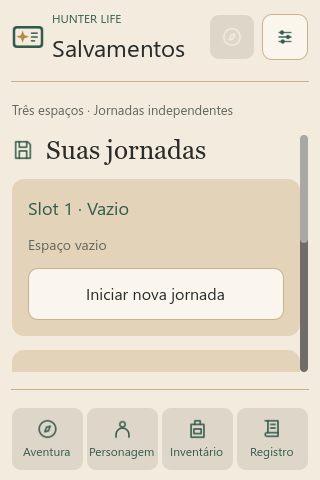 HUNTER LIFE
Salvamentos
Três espaços · Jornadas independentes
Suas jornadas
Slot 1 · Vazio
Espaço vazio
Iniciar nova jornada
Aventura
Personagem
Inventário
Registro